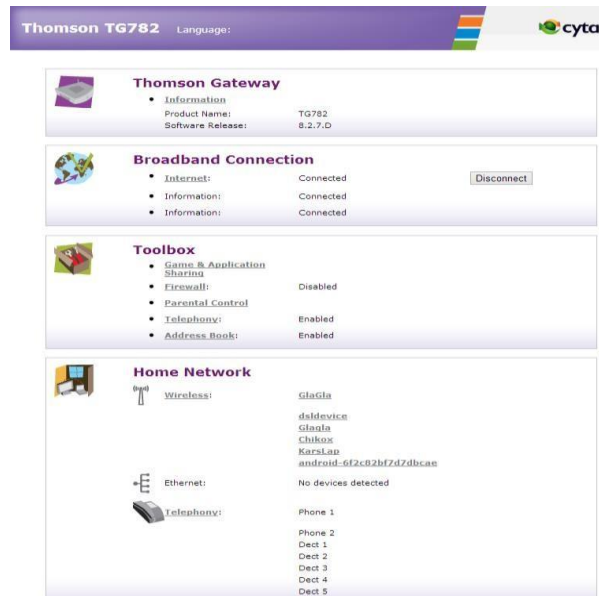 Thomson TG782 Language:
cyta
Thomson Gateway
Information
Product Name: TG782
Software Release: 8.2.7.D
Broadband Connection
Internet: Connected Disconnect
Information: Connected
Information: Connected
Toolbox
Game & Application
Sharing
Firewall: Disabled
Parental Control
Telephony: Enabled
Address Book: Enabled
Home Network
Wireless: GlaGla
dsldevice
Glagla
Chikox
KarsLap
android-6f2c82bf7d7dbcae
Ethernet: No devices detected
Telephony: Phone 1
Phone 2
Dect 1
Dect 2
Dect 3
Dect 4
Dect 5